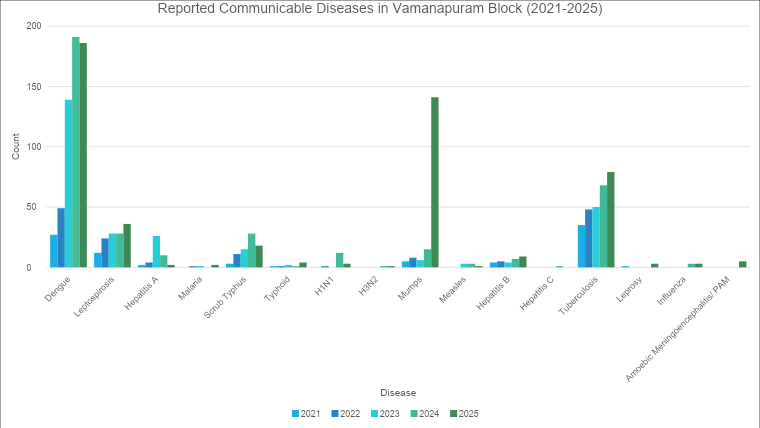 Reported Communicable Diseases in Vamanapuram Block (2021-2025)
200
150
100
50
0
Count
Dengue
Leptospirosis
Hepatitis A
Malaria
Scrub Typhus
Typhoid
H1N1
H3N2
Mumps
Measles
Hepatitis B
Hepatitis C
Tuberculosis
Leprosy
Influenza
Amoebic Meningoencephalitis/ PAM
Disease
2021 2022 2023 2024 2025